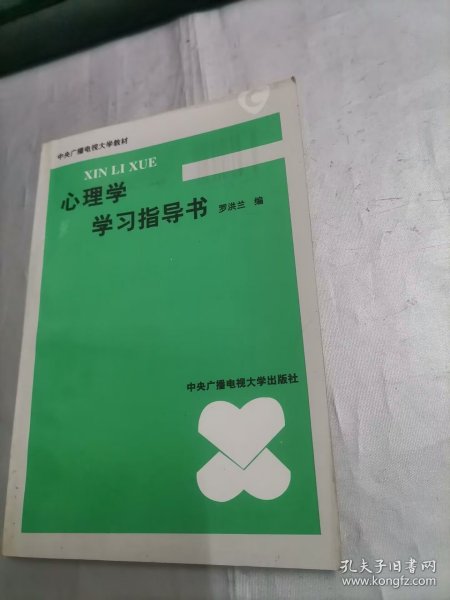 中央广播电视大学教材
XIN LI XUE
心理学
学习指导书
罗洪兰 编
中央广播电视大学出版社
孔夫子旧书网
www.kongfz.com